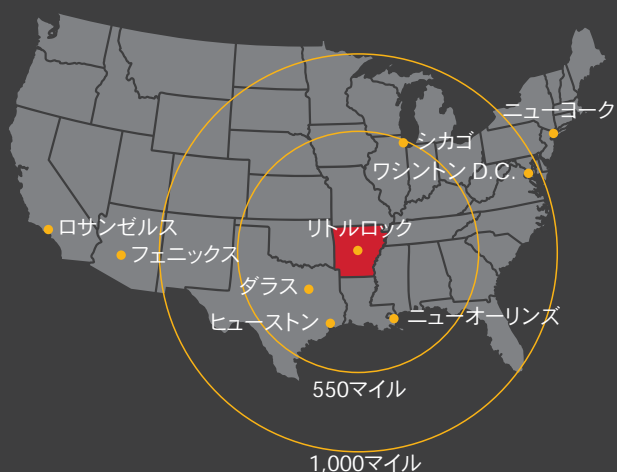 ニューヨーク
シカゴ
ワシントン D.C.
ロサンゼルス
リトルロック
フェニックス
ダラス
ヒューストン
ニューオーリンズ
550マイル
1,000マイル